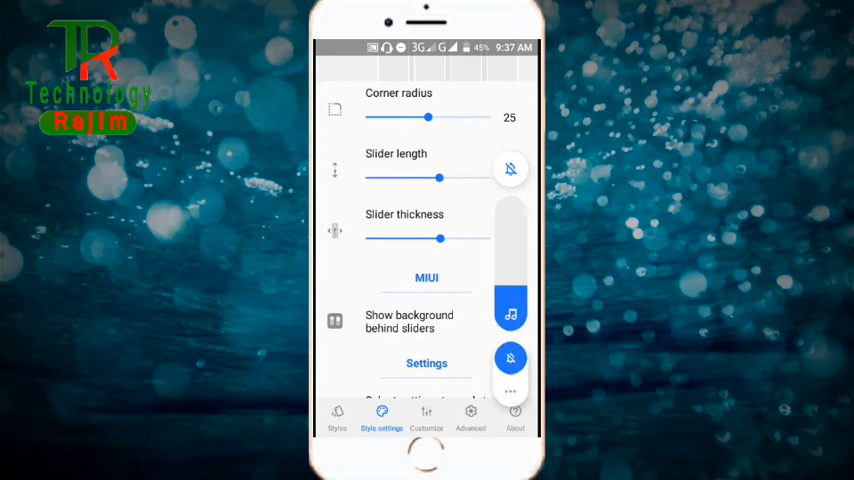 TR
Technology
Rajim
3G G 45% 9:37 AM
Corner radius
25
Slider length
Slider thickness
MIUI
Show background
behind sliders
Settings
Styles Style settings Customize Advanced About